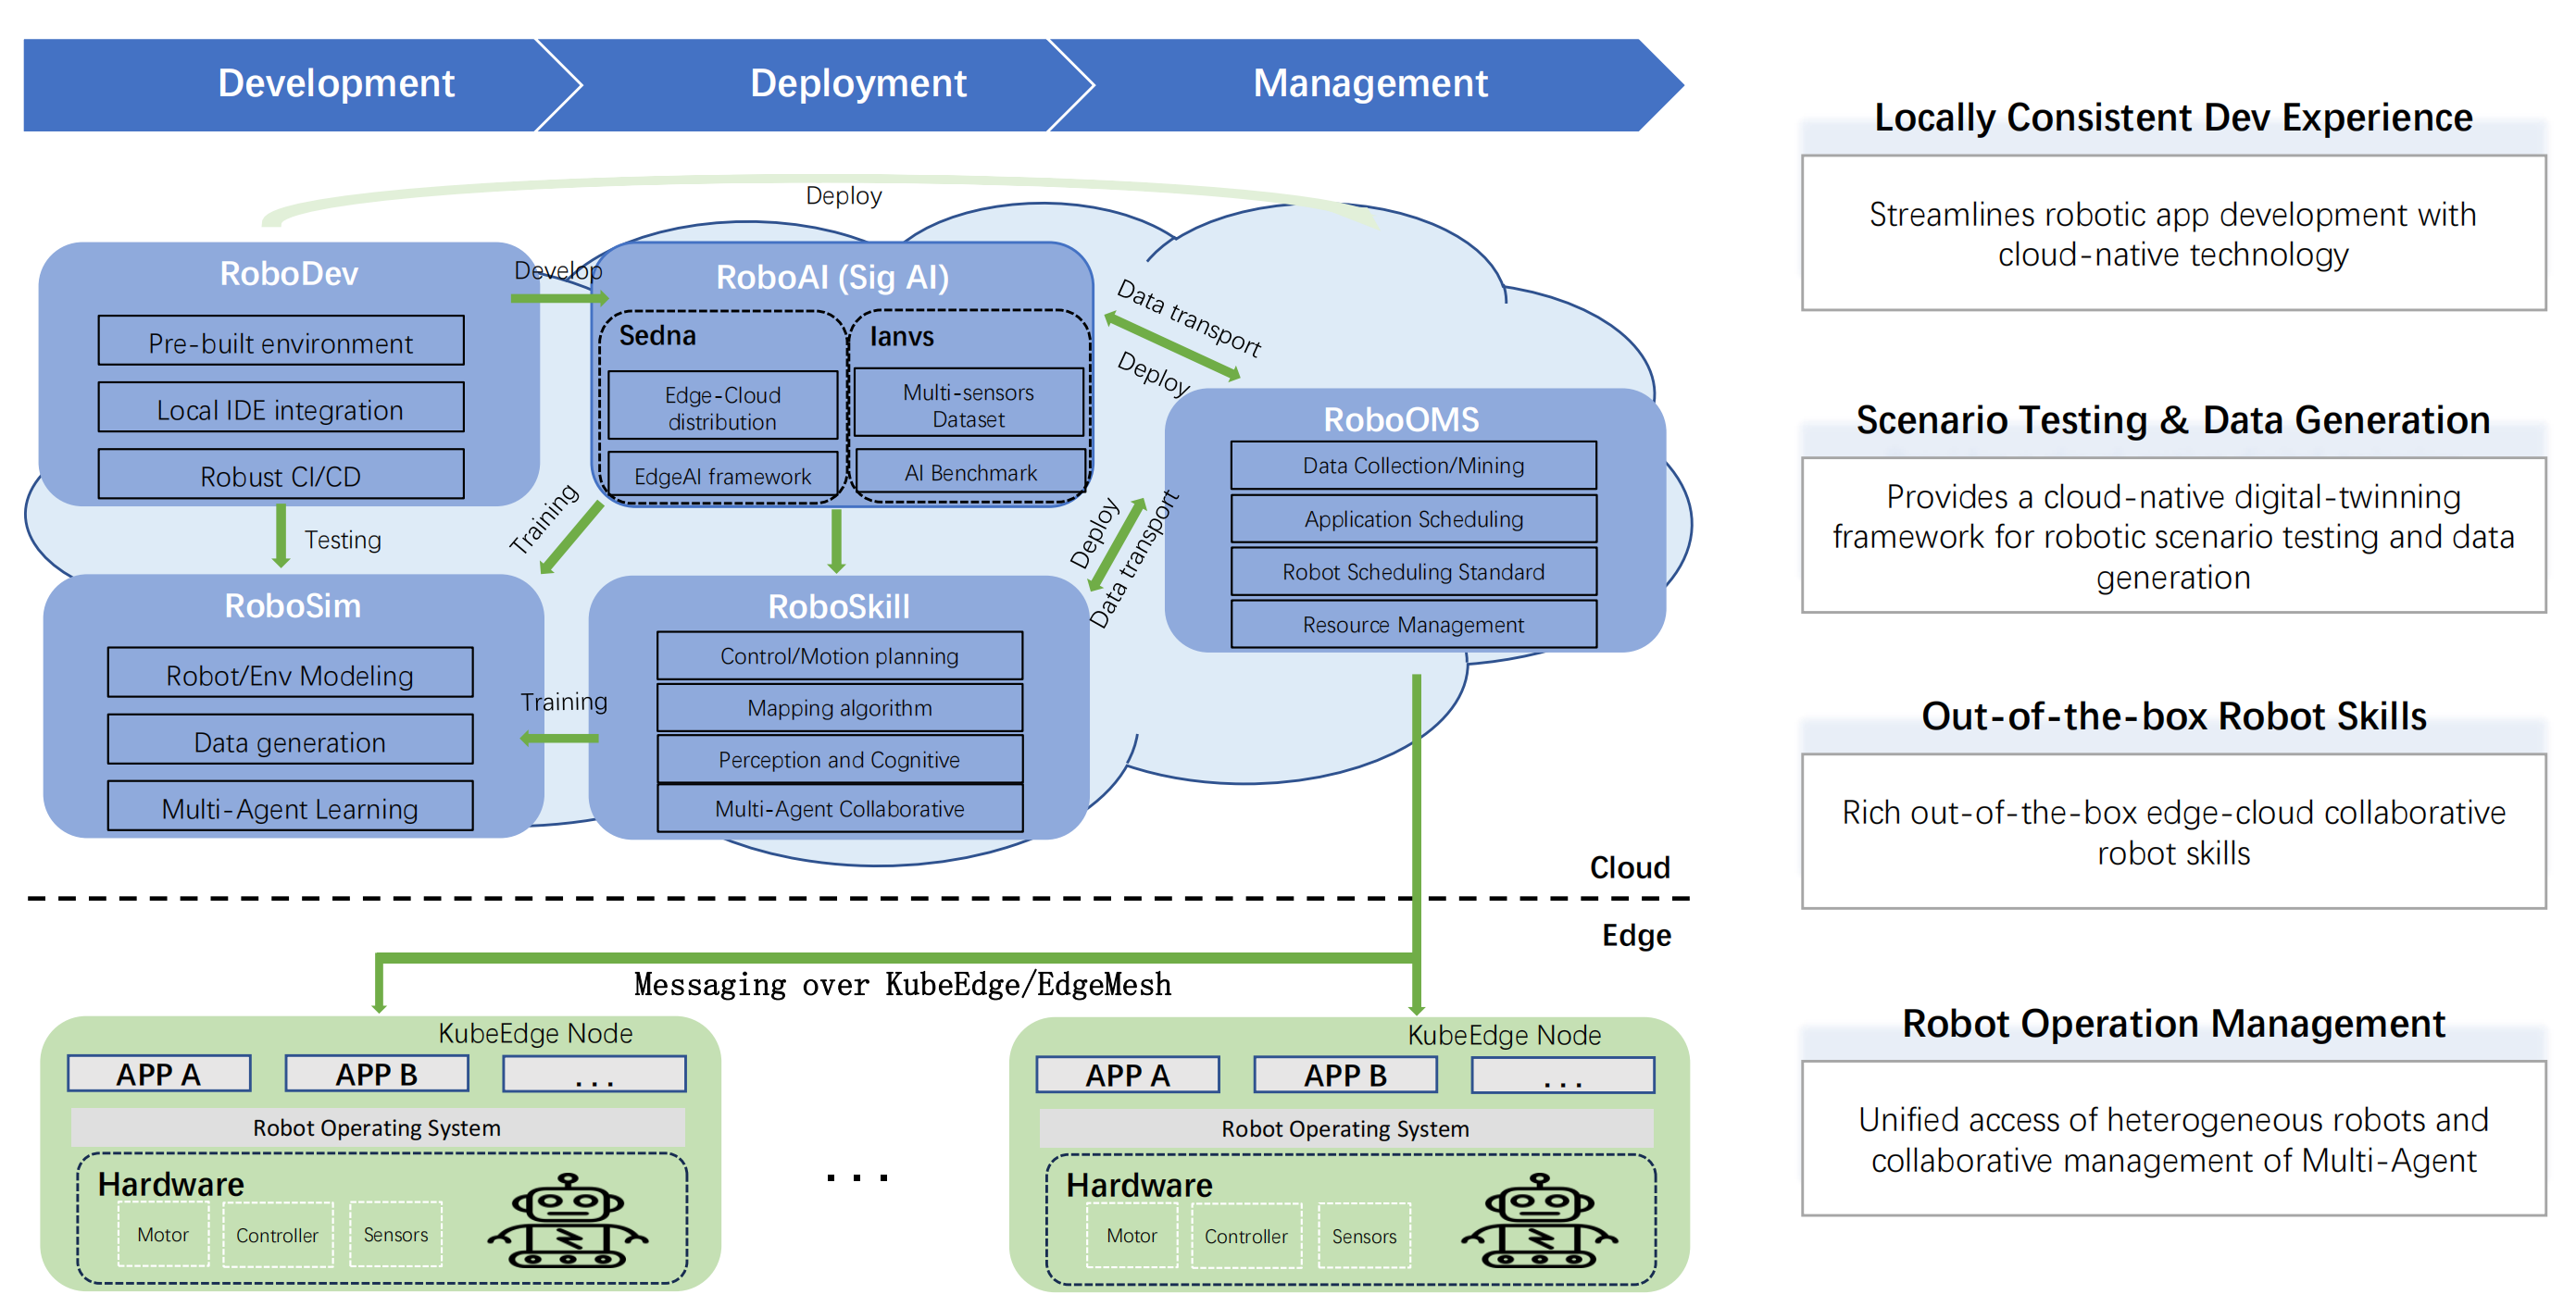 Development
Deployment
Management
Deploy
RoboDev
Pre-built environment
Local IDE integration
Robust CI/CD
Develop
RoboAI (Sig AI)
Sedna
Edge-Cloud
distribution
EdgeAI framework
Ianvs
Multi-sensors
Dataset
AI Benchmark
Data transport
Deploy
RoboOMS
Data Collection/Mining
Application Scheduling
Robot Scheduling Standard
Resource Management
Testing
Training
Deploy
Data transport
RoboSim
Robot/Env Modeling
Data generation
Multi-Agent Learning
Training
RoboSkill
Control/Motion planning
Mapping algorithm
Perception and Cognitive
Multi-Agent Collaborative
Cloud
Edge
Messaging over KubeEdge/EdgeMesh
KubeEdge Node
APP A
APP B
...
Robot Operating System
Hardware
Motor
Controller
Sensors
...
KubeEdge Node
APP A
APP B
...
Robot Operating System
Hardware
Motor
Controller
Sensors
Locally Consistent Dev Experience
Streamlines robotic app development with
cloud-native technology
Scenario Testing & Data Generation
Provides a cloud-native digital-twinning
framework for robotic scenario testing and data
generation
Out-of-the-box Robot Skills
Rich out-of-the-box edge-cloud collaborative
robot skills
Robot Operation Management
Unified access of heterogeneous robots and
collaborative management of Multi-Agent